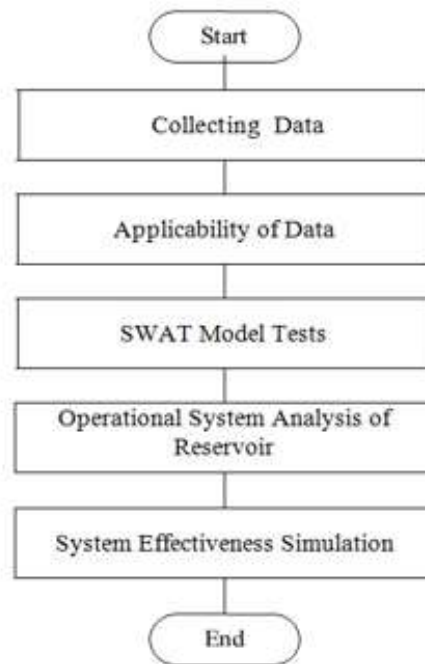 Start
Collecting Data
Applicability of Data
SWAT Model Tests
Operational System Analysis of
Reservoir
System Effectiveness Simulation
End